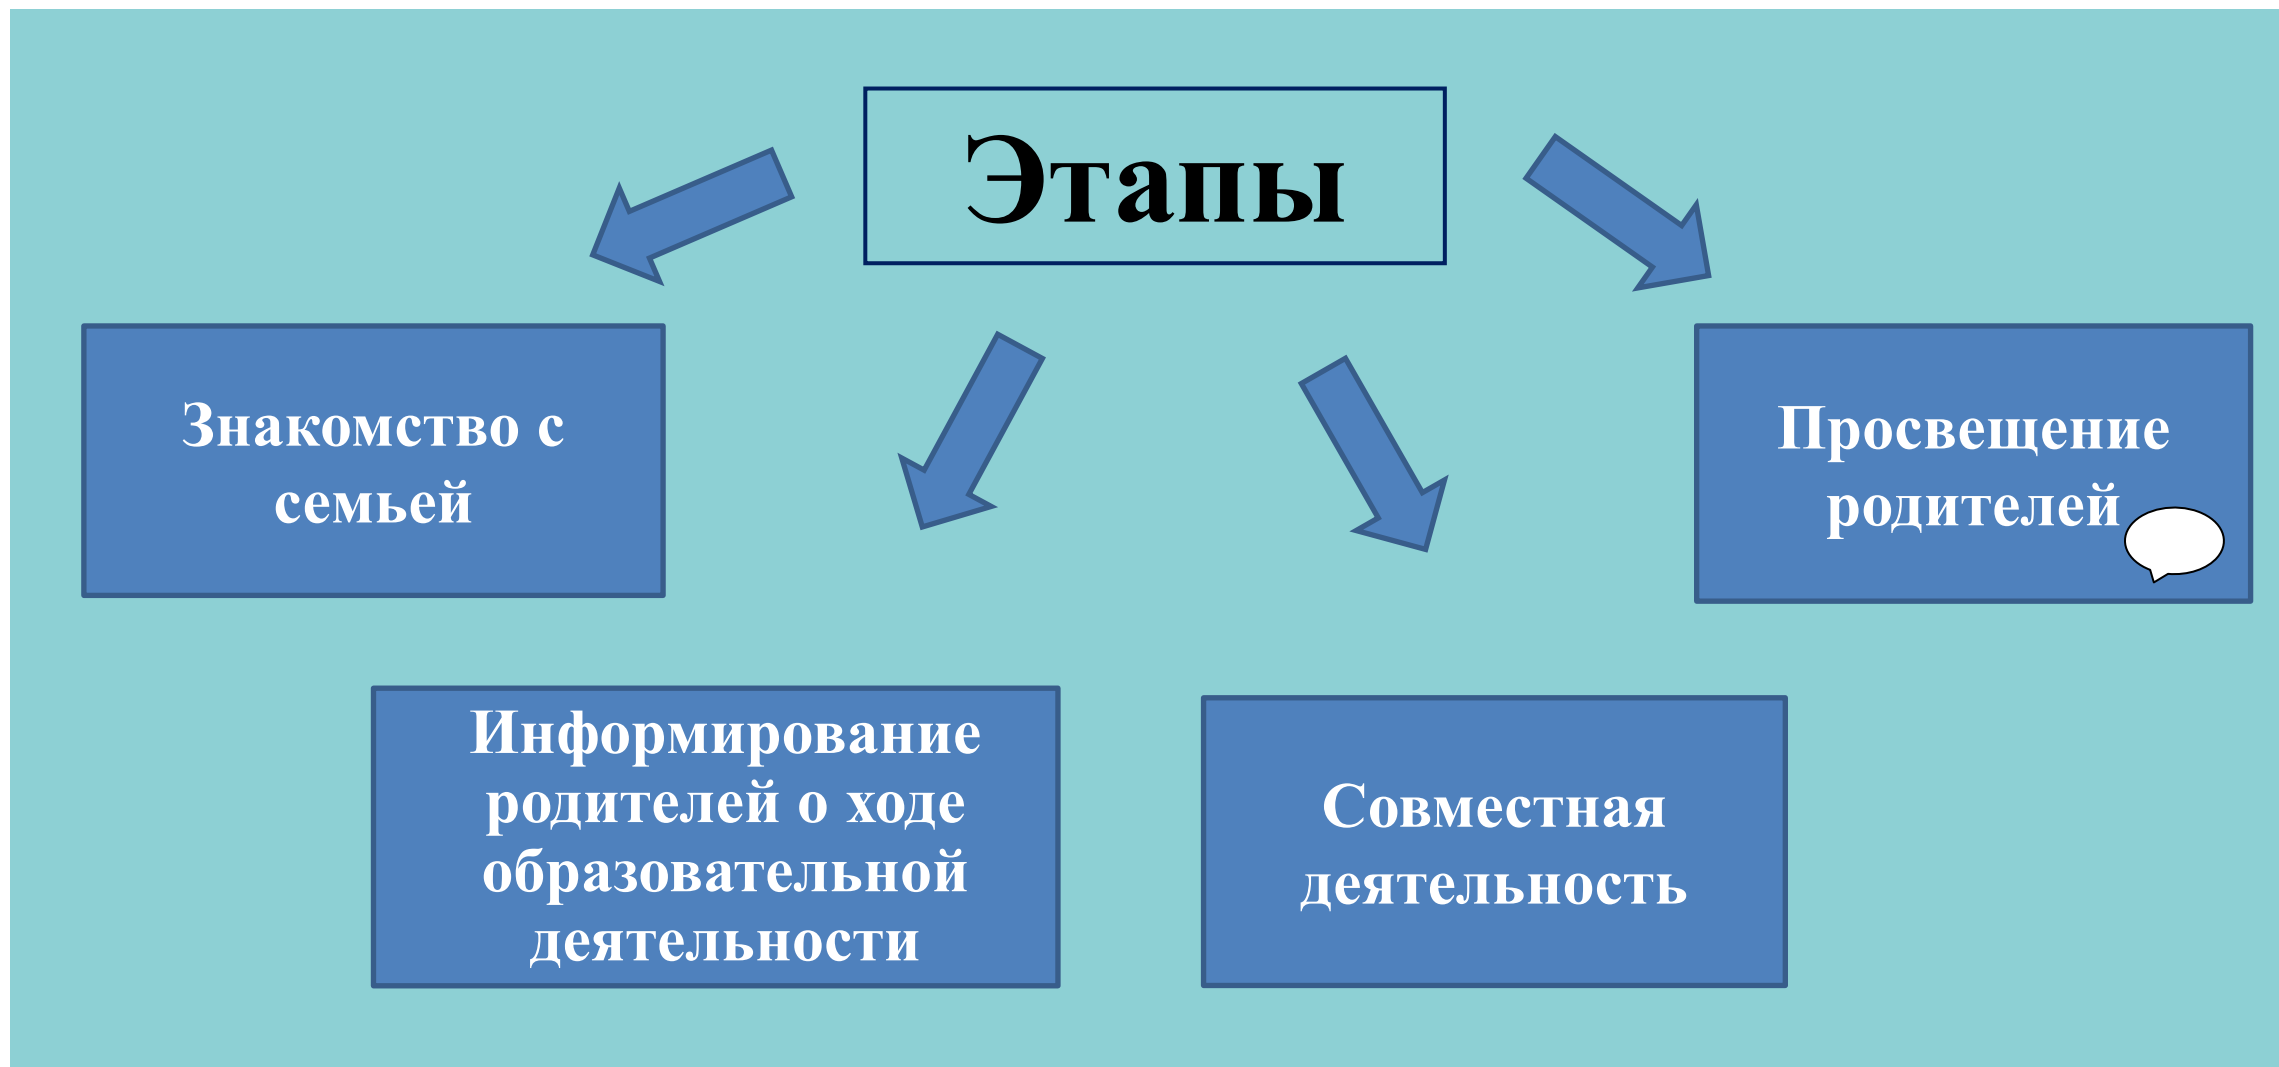 Этапы
Знакомство с
семьей
Просвещение
родителей
Информирование
родителей о ходе
образовательной
деятельности
Совместная
деятельность